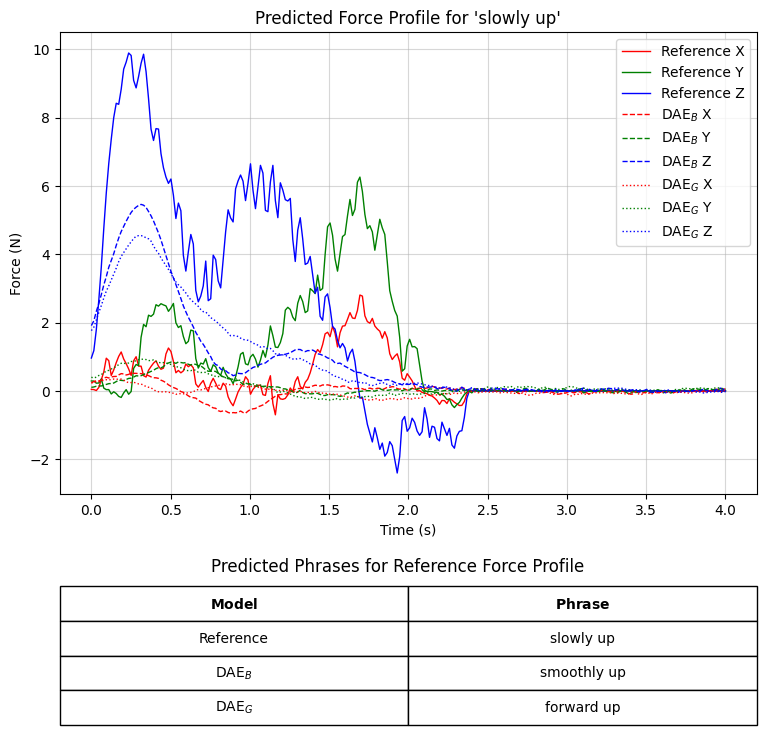 Predicted Force Profile for 'slowly up'
Reference X
Reference Y
Reference Z
DAE_B X
DAE_B Y
DAE_B Z
DAE_G X
DAE_G Y
DAE_G Z
Force (N)
10
8
6
4
2
0
−2
0.0 0.5 1.0 1.5 2.0 2.5 3.0 3.5 4.0
Time (s)
Predicted Phrases for Reference Force Profile
Model Phrase
Reference slowly up
DAE_B smoothly up
DAE_G forward up